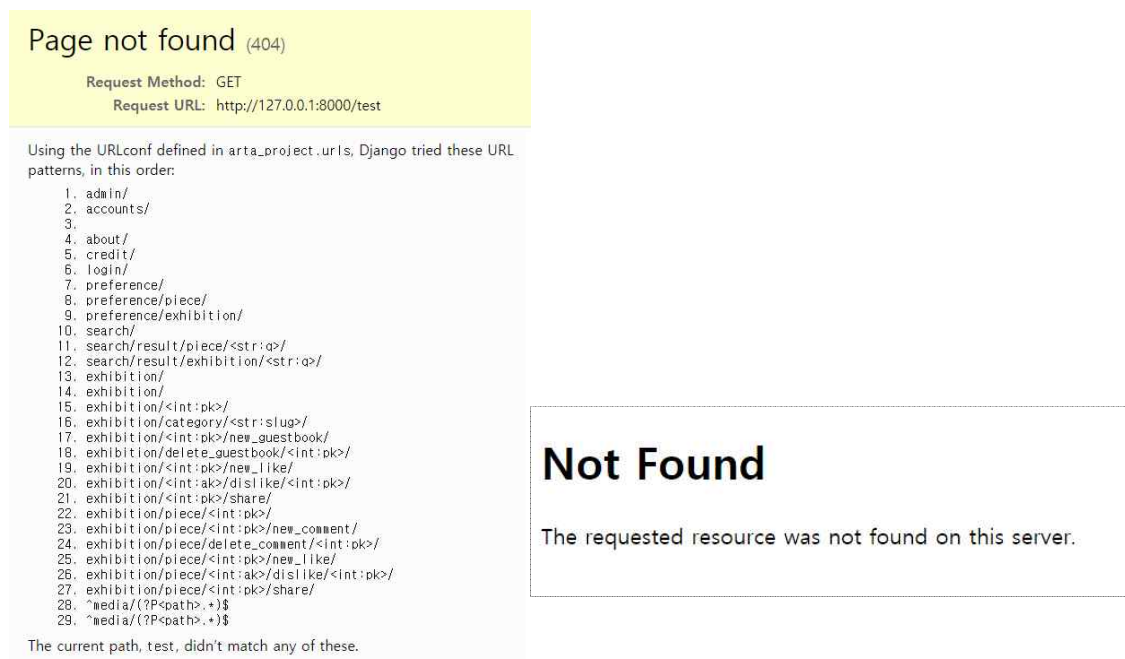 Page not found (404)
Request Method: GET
Request URL: http://127.0.0.1:8000/test
Using the URLconf defined in arta_project.urls, Django tried these URL
patterns, in this order:
1. admin/
2. accounts/
3.
4. about/
5. credit/
6. login/
7. preference/
8. preference/piece/
9. preference/exhibition/
10. search/
11. search/result/piece/<str:q>/
12. search/result/exhibition/<str:q>/
13. exhibition/
14. exhibition/
15. exhibition/<int:pk>/
16. exhibition/category/<str:slug>/
17. exhibition/<int:pk>/new_guestbook/
18. exhibition/delete_guestbook/<int:pk>/
19. exhibition/<int:pk>/new_like/
20. exhibition/<int:ak>/dislike/<int:pk>/
21. exhibition/<int:pk>/share/
22. exhibition/piece/<int:pk>/
23. exhibition/piece/<int:pk>/new_comment/
24. exhibition/piece/delete_comment/<int:pk>/
25. exhibition/piece/<int:pk>/new_like/
26. exhibition/piece/<int:ak>/dislike/<int:pk>/
27. exhibition/piece/<int:pk>/share/
28. ^media/(?P<path>.*)$
29. ^media/(?P<path>.*)$
The current path, test, didn't match any of these.
Not Found
The requested resource was not found on this server.